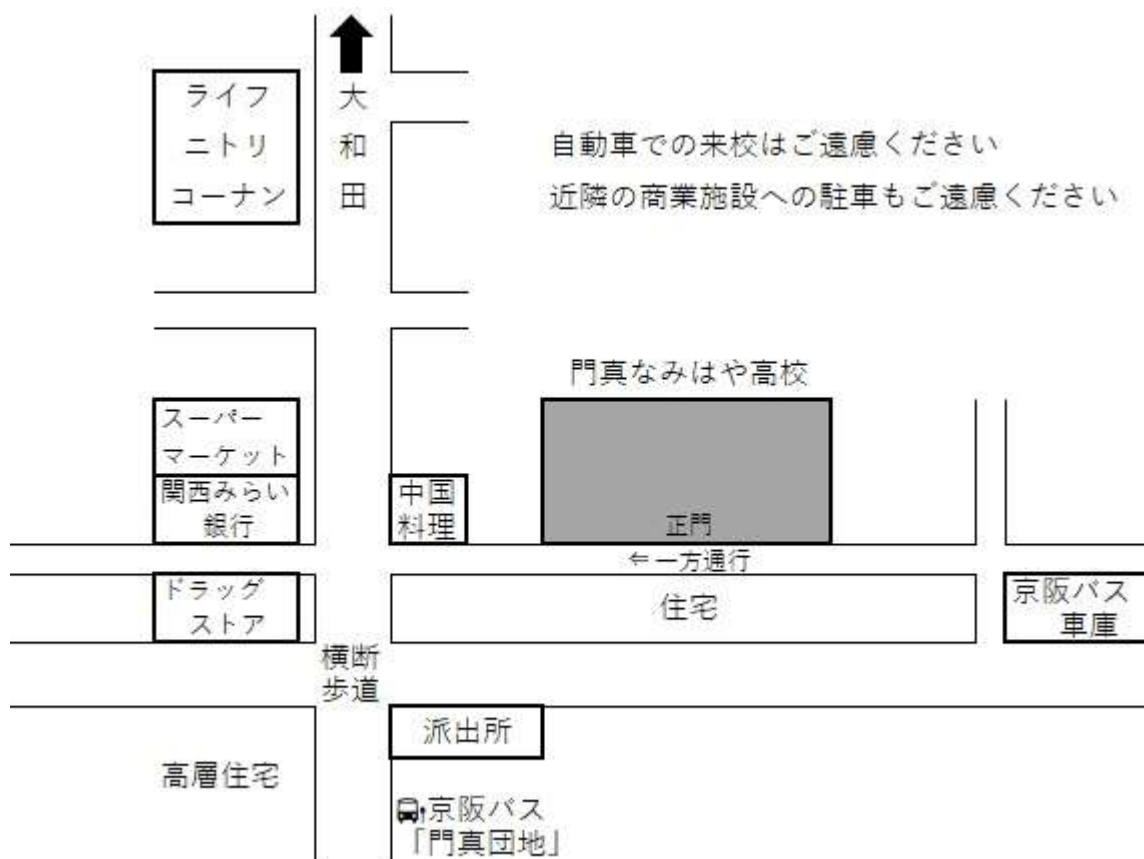 ライフ
ニトリ
コーナン
大
和
田
自動車での来校はご遠慮ください
近隣の商業施設への駐車もご遠慮ください
門真なみはや高校
スーパー
マーケット
関西みらい
銀行
中国
料理
正門
⇐一方通行
ドラッグ
ストア
住宅
京阪バス
車庫
横断
歩道
派出所
高層住宅
京阪バス
「門真団地」